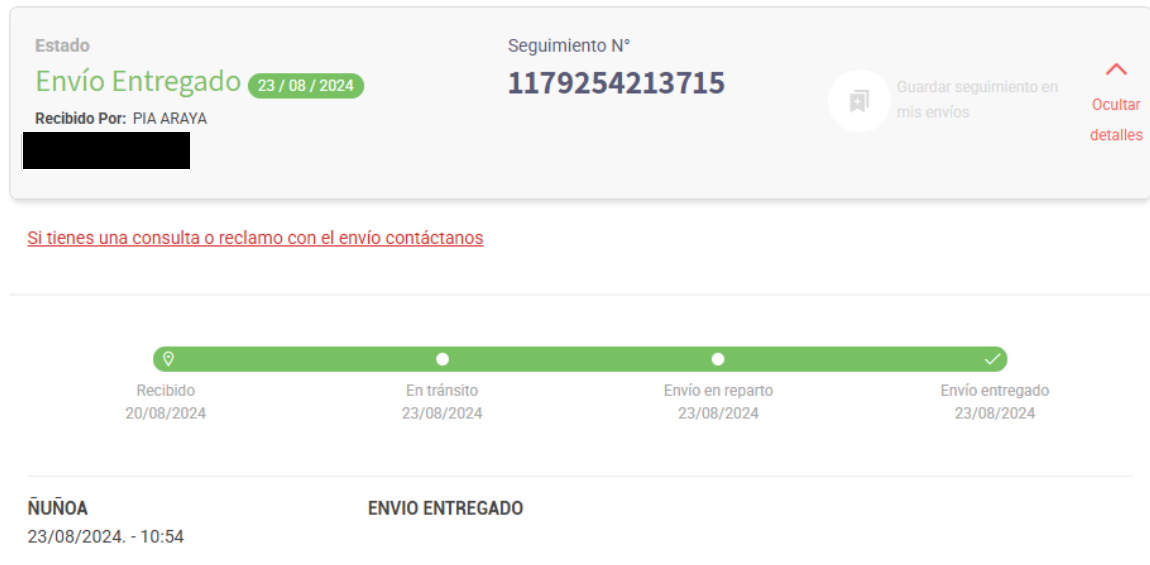 Estado
Envío Entregado 23 / 08 / 2024
Recibido Por: PIA ARAYA
Seguimiento N°
1179254213715
Guardar seguimiento en
mis envíos
Ocultar
detalles
Si tienes una consulta o reclamo con el envío contáctanos
Recibido
20/08/2024
En tránsito
23/08/2024
Envío en reparto
23/08/2024
Envío entregado
23/08/2024
ÑUÑOA
23/08/2024. - 10:54
ENVIO ENTREGADO